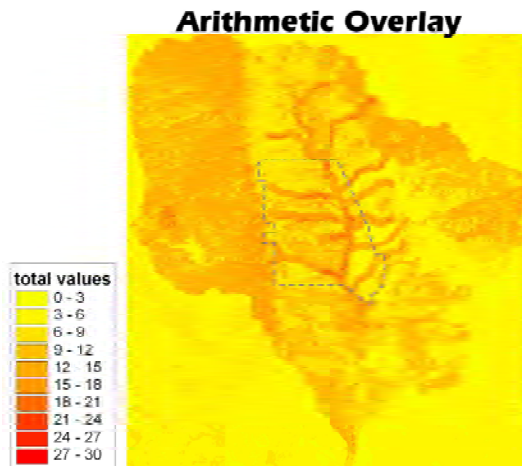 Arithmetic Overlay
total values
0 - 3
3 - 6
6 - 9
9 - 12
12 - 15
15 - 18
18 - 21
21 - 24
24 - 27
27 - 30